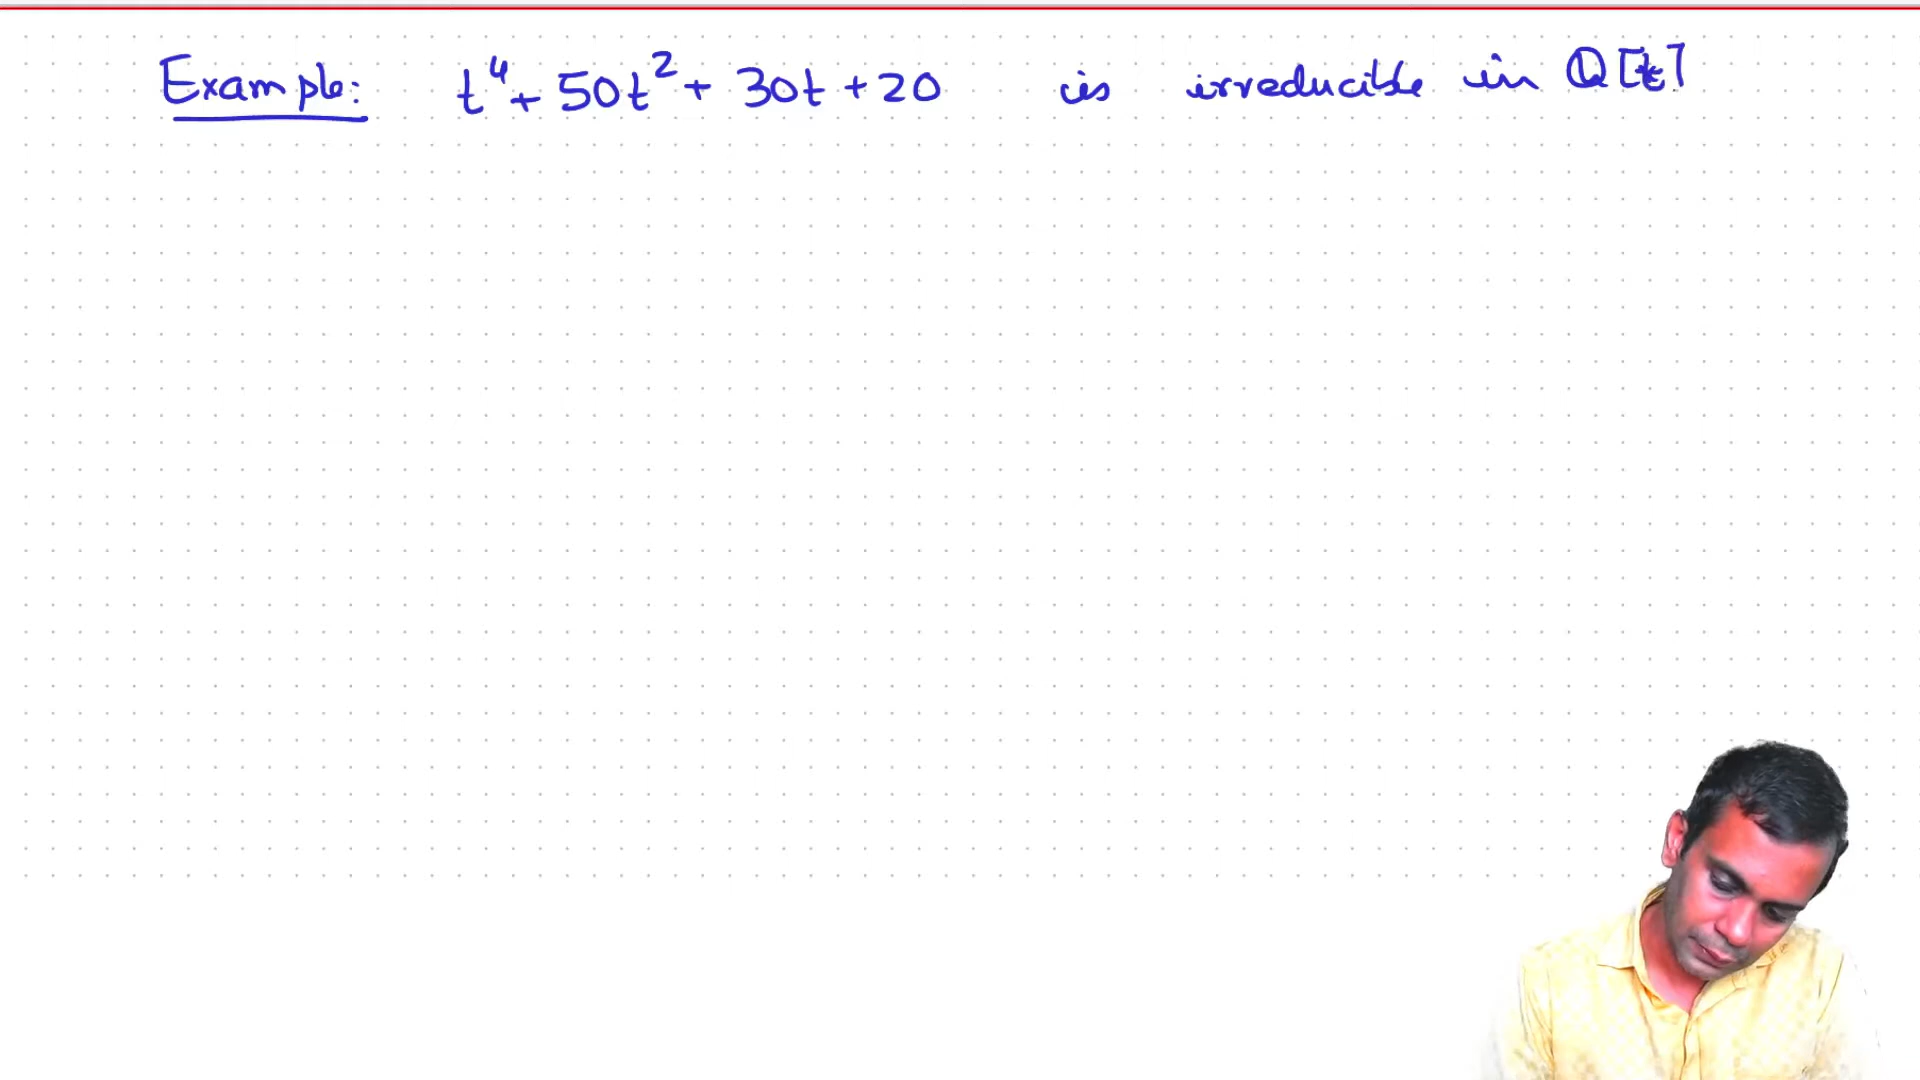 Example: t⁴ + 50t² + 30t + 20 is irreducible in ℚ[t]